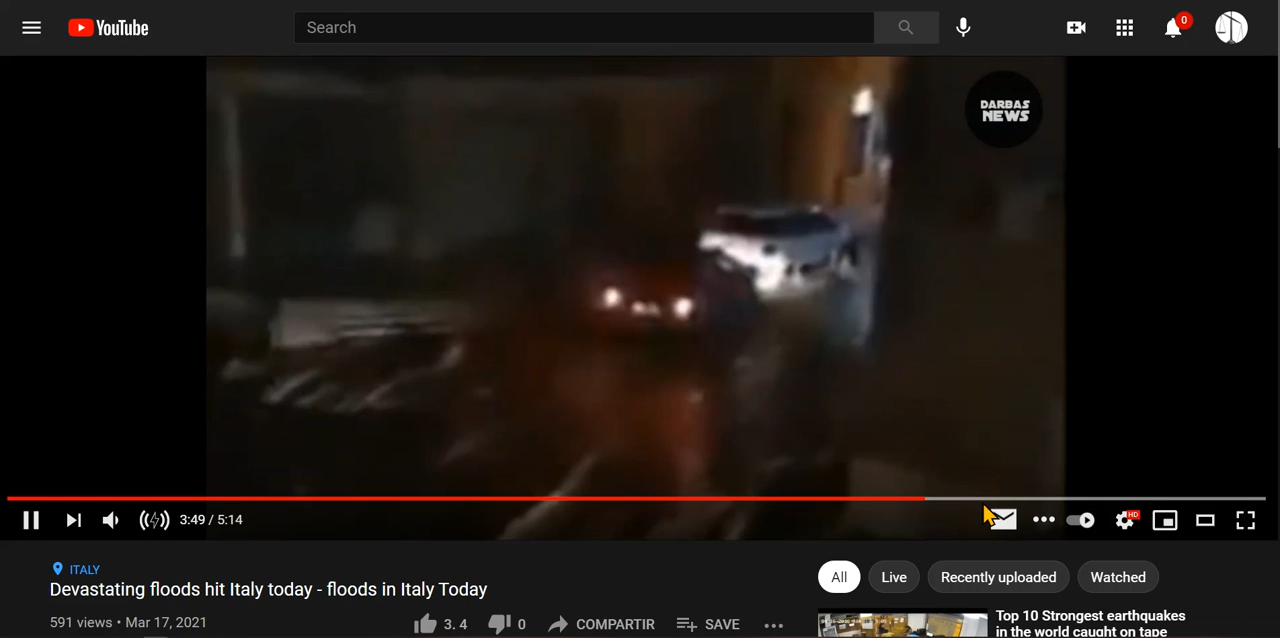 YouTube
Search
0
DARBAS
NEWS
3:49 / 5:14
HD
ITALY
Devastating floods hit Italy today - floods in Italy Today
591 views • Mar 17, 2021
3. 4
0
COMPARTIR
SAVE
All
Live
Recently uploaded
Watched
Top 10 Strongest earthquakes
in the world caught on tape